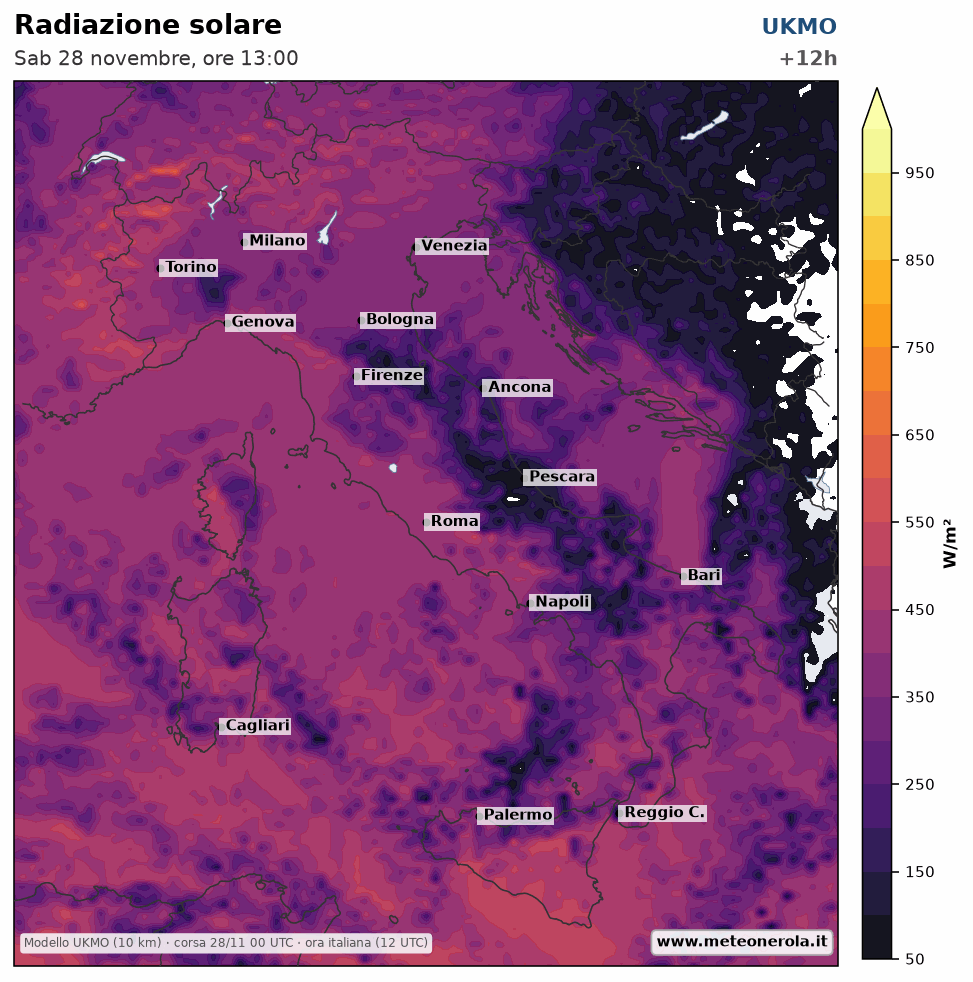 Radiazione solare
UKMO
Sab 28 novembre, ore 13:00
+12h
Milano
Venezia
Torino
Genova
Bologna
Firenze
Ancona
Pescara
Roma
Bari
Napoli
Cagliari
Palermo
Reggio C.
950
850
750
650
550
450
350
250
150
50
W/m²
Modello UKMO (10 km) · corsa 28/11 00 UTC · ora italiana (12 UTC)
www.meteonerola.it